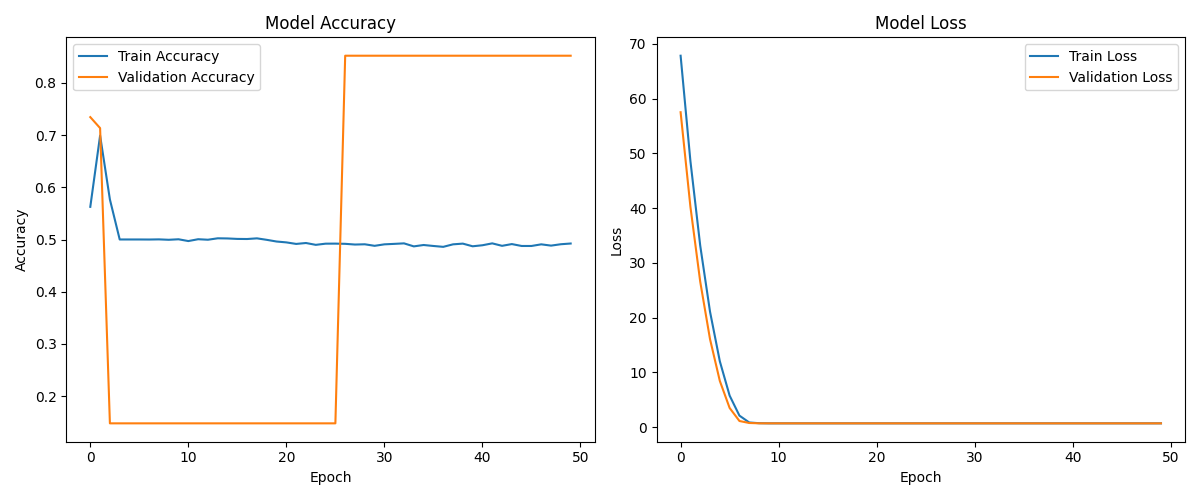 Model Accuracy
Train Accuracy
Validation Accuracy
Accuracy
0.8
0.7
0.6
0.5
0.4
0.3
0.2
0 10 20 30 40 50
Epoch
Model Loss
Train Loss
Validation Loss
Loss
70
60
50
40
30
20
10
0
0 10 20 30 40 50
Epoch